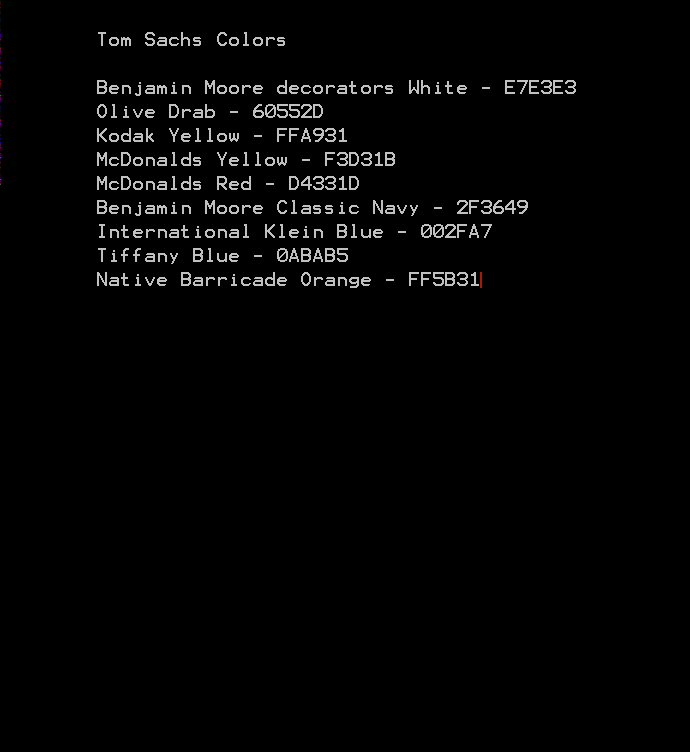 Tom Sachs Colors
Benjamin Moore decorators White - E7E3E3
Olive Drab - 60552D
Kodak Yellow - FFA931
McDonalds Yellow - F3D31B
McDonalds Red - D4331D
Benjamin Moore Classic Navy - 2F3649
International Klein Blue - 002FA7
Tiffany Blue - 0ABAB5
Native Barricade Orange - FF5B31